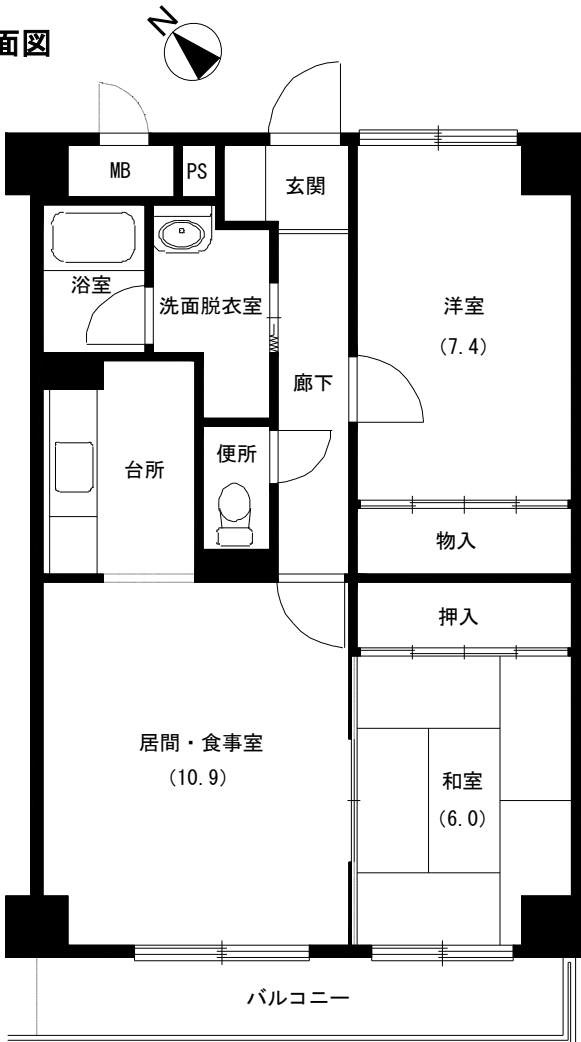 N
面図
MB
PS
玄関
浴室
洗面脱衣室
洋室
(7.4)
廊下
便所
台所
物入
押入
居間・食事室
(10.9)
和室
(6.0)
バルコニー